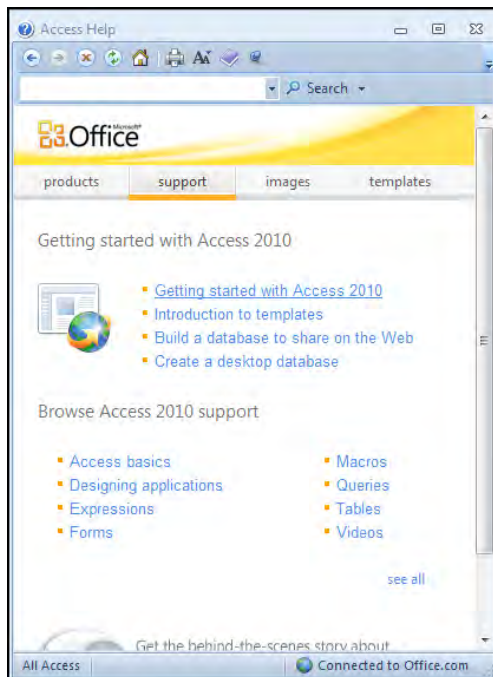 Access Help
Search
Microsoft®
Office
products support images templates
Getting started with Access 2010
Getting started with Access 2010
Introduction to templates
Build a database to share on the Web
Create a desktop database
Browse Access 2010 support
Access basics
Designing applications
Expressions
Forms
Macros
Queries
Tables
Videos
see all
Get the behind-the-scenes story about
All Access
Connected to Office.com